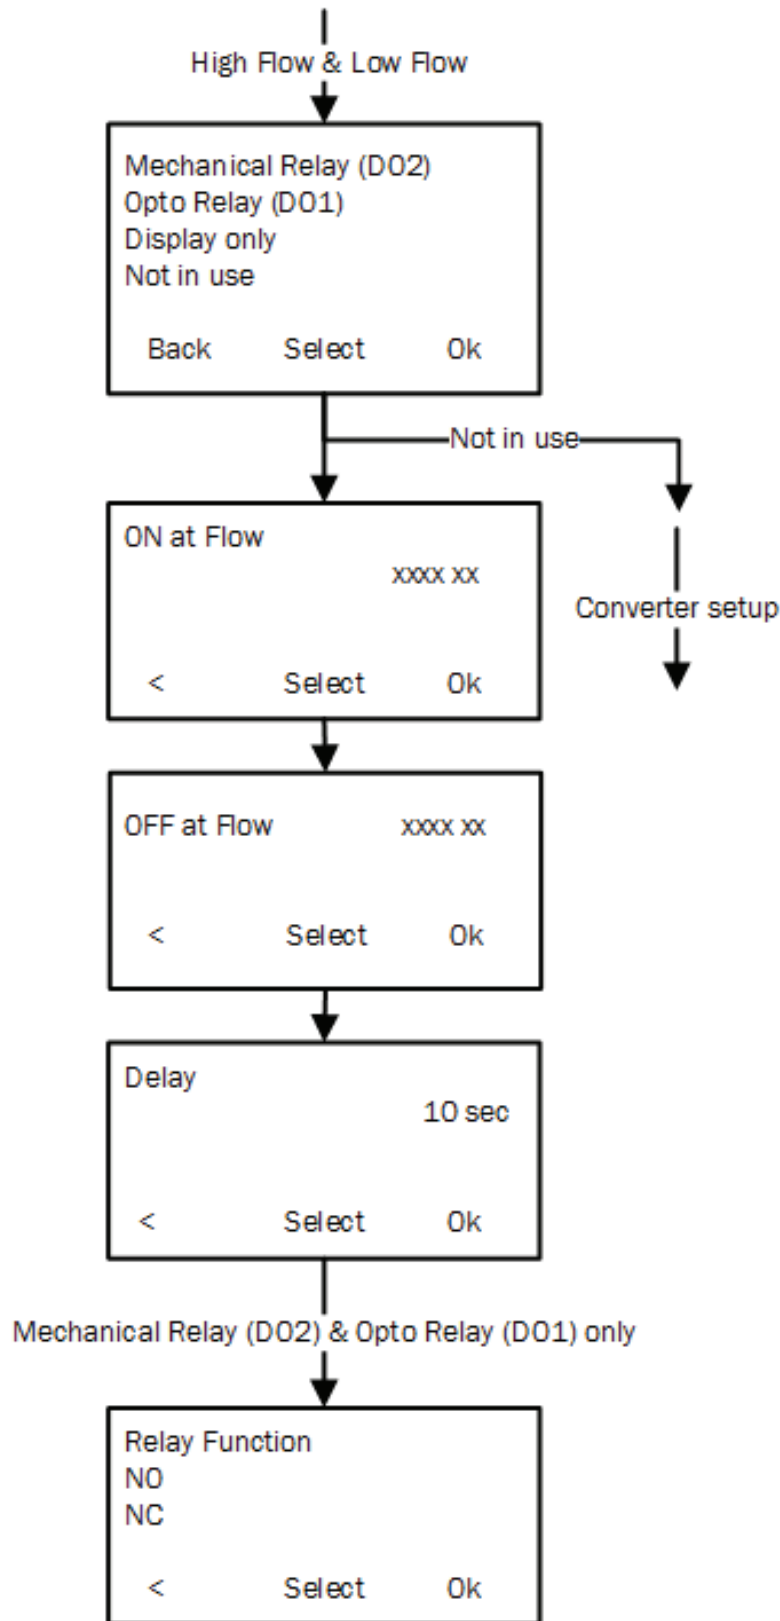 High Flow & Low Flow
Mechanical Relay (DO2)
Opto Relay (DO1)
Display only
Not in use
Back Select Ok
Not in use
ON at Flow
xxxx xx
Converter setup
< Select Ok
OFF at Flow xxxx xx
< Select Ok
Delay
10 sec
< Select Ok
Mechanical Relay (DO2) & Opto Relay (DO1) only
Relay Function
NO
NC
< Select Ok